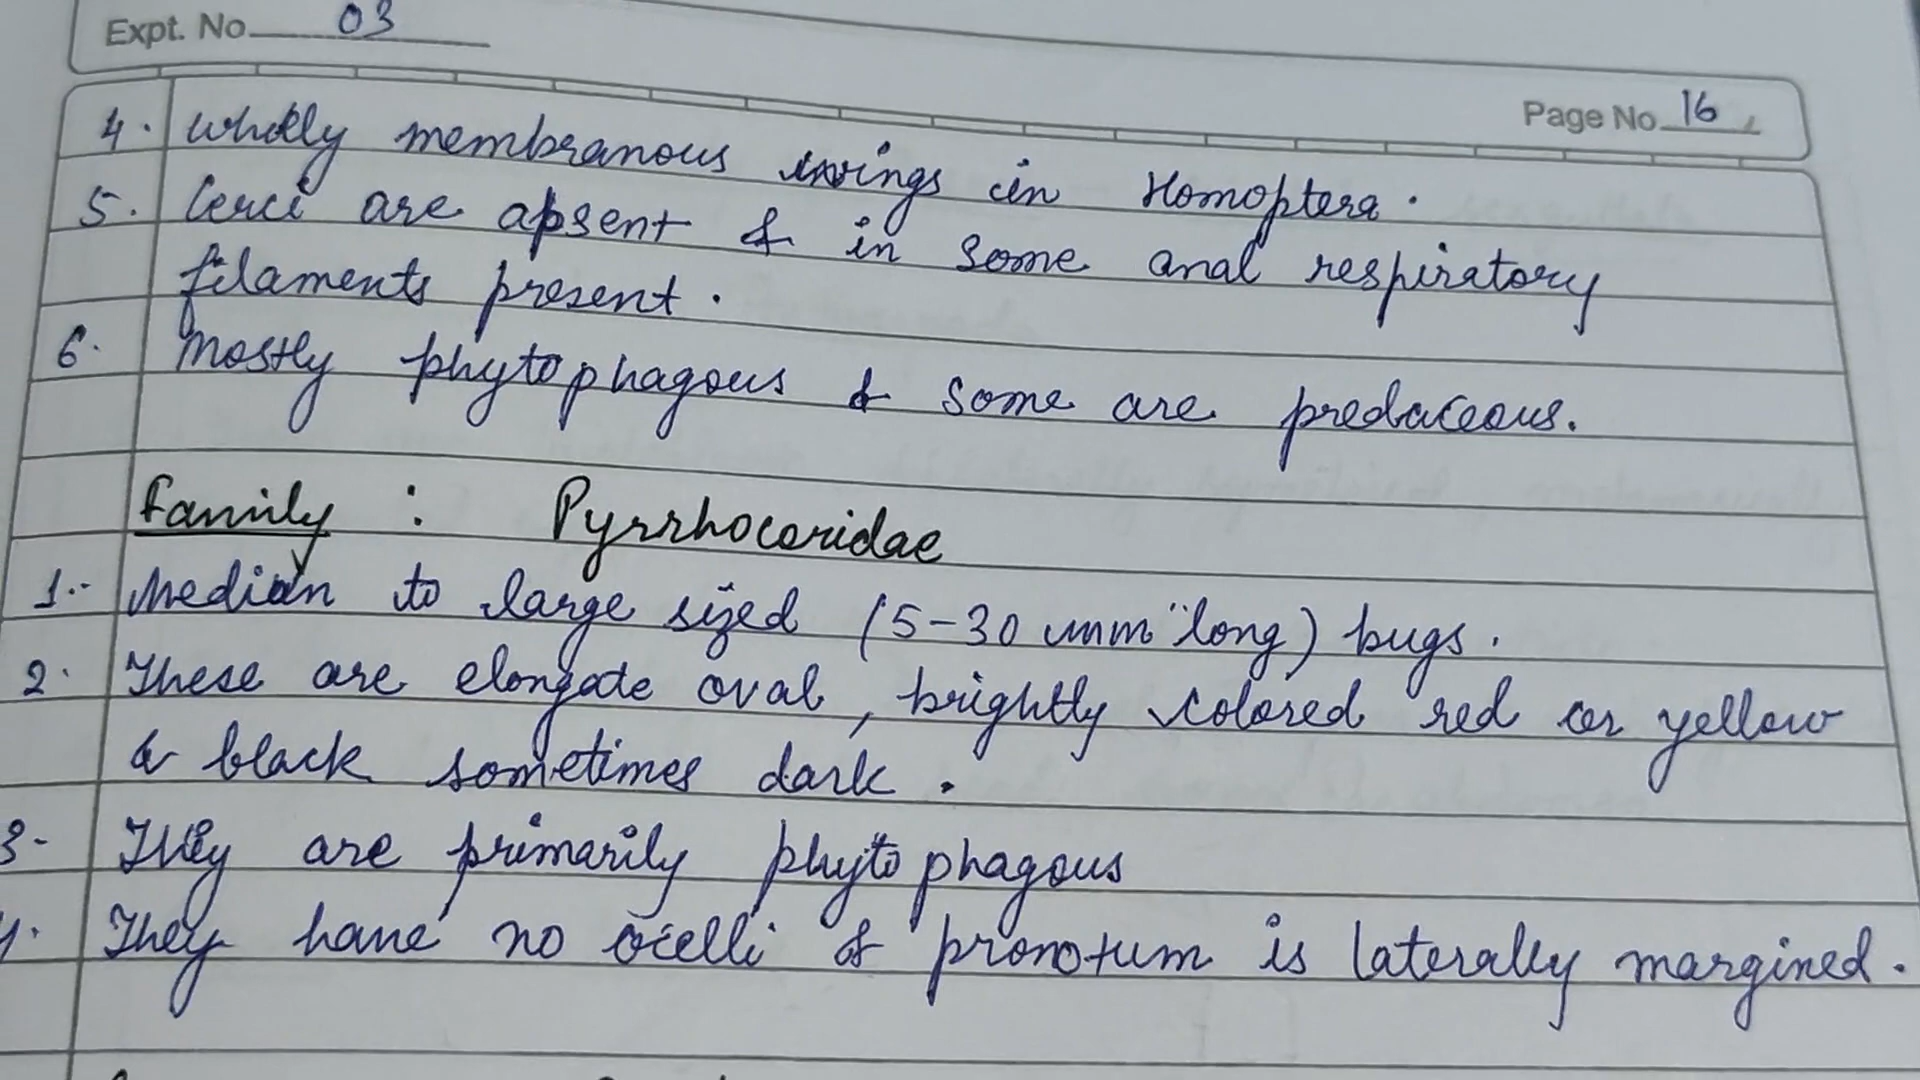 Expt. No. 03
Page No. 16
4. wholly membranous wings in Homoptera.
5. Cerci are absent & in some anal respiratory
filaments present.
6. Mostly phytophagous & some are predaceous.
Family : Pyrrhocoridae
1. Median to large sized (5-30 mm long) bugs.
2. These are elongate oval, brightly colored red or yellow
& black sometimes dark.
3- They are primarily phytophagous
4. They have no ocelli & pronotum is laterally margined.